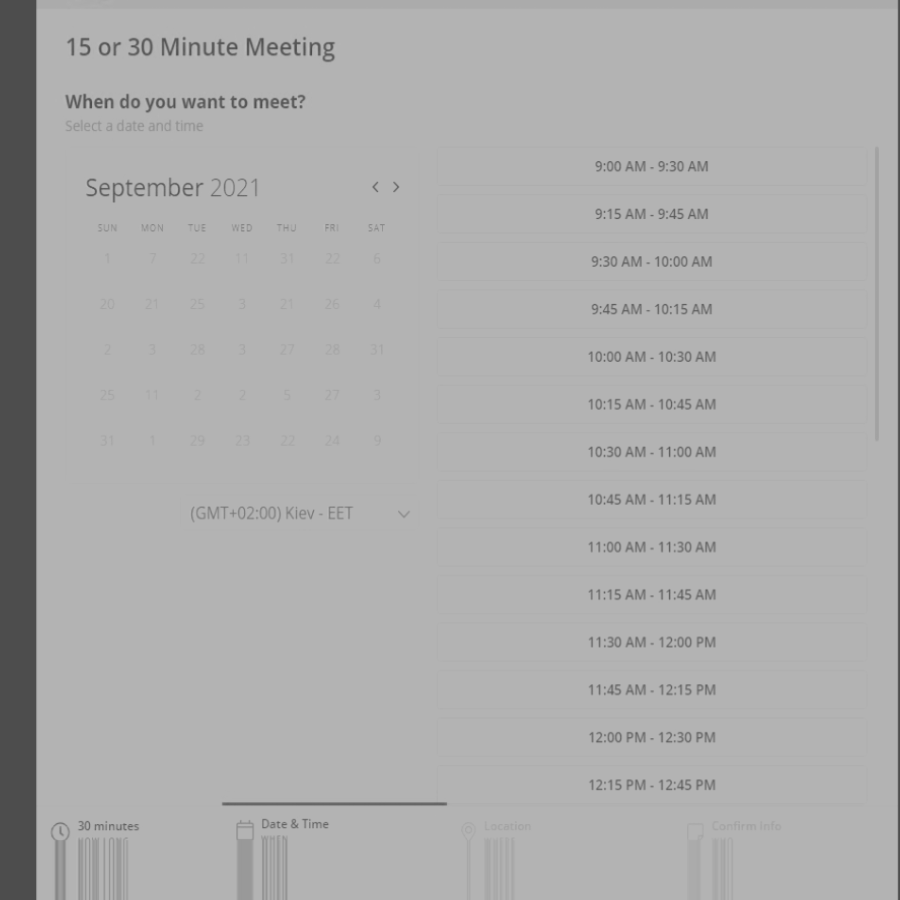 15 or 30 Minute Meeting
When do you want to meet?
Select a date and time
September 2021
SUN MON TUE WED THU FRI SAT
1 7 22 11 31 22 6
20 21 25 3 21 26 4
2 3 28 3 27 28 31
25 11 2 2 5 27 3
31 1 29 23 22 24 9
(GMT+02:00) Kiev - EET
9:00 AM - 9:30 AM
9:15 AM - 9:45 AM
9:30 AM - 10:00 AM
9:45 AM - 10:15 AM
10:00 AM - 10:30 AM
10:15 AM - 10:45 AM
10:30 AM - 11:00 AM
10:45 AM - 11:15 AM
11:00 AM - 11:30 AM
11:15 AM - 11:45 AM
11:30 AM - 12:00 PM
11:45 AM - 12:15 PM
12:00 PM - 12:30 PM
12:15 PM - 12:45 PM
30 minutes
Date & Time
Location
Confirm Info